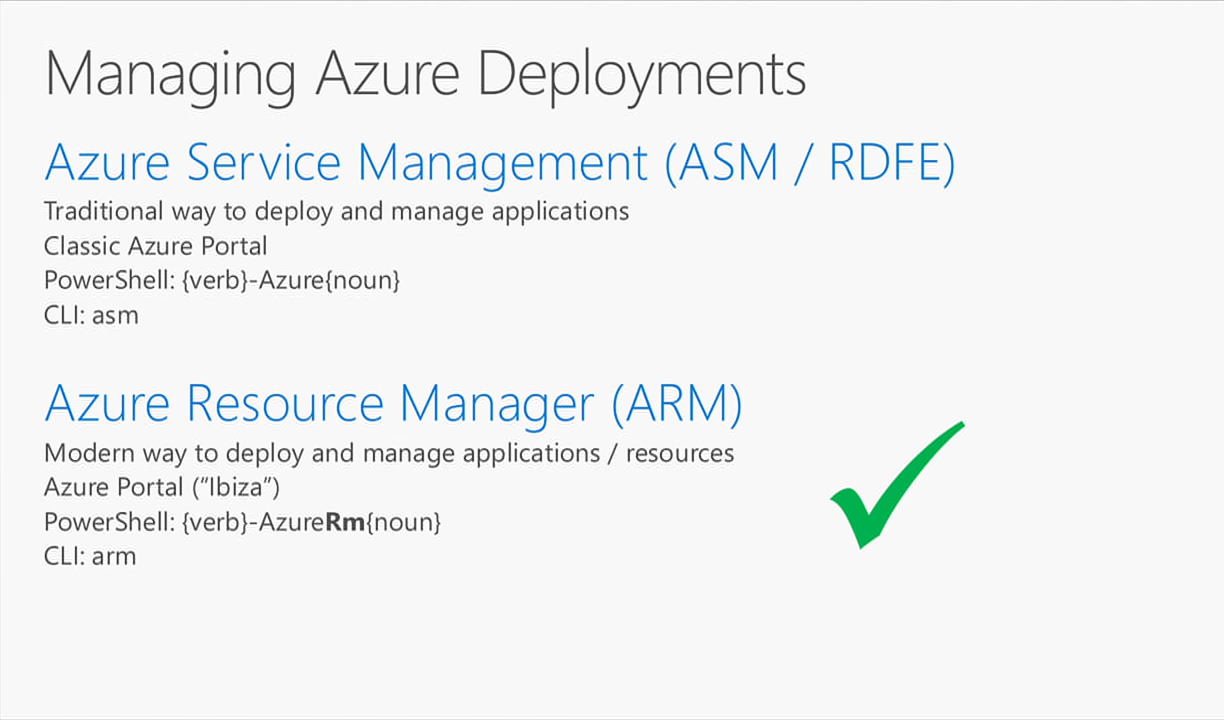 Managing Azure Deployments
Azure Service Management (ASM / RDFE)
Traditional way to deploy and manage applications
Classic Azure Portal
PowerShell: {verb}-Azure{noun}
CLI: asm
Azure Resource Manager (ARM)
Modern way to deploy and manage applications / resources
Azure Portal (“Ibiza”)
PowerShell: {verb}-AzureRm{noun}
CLI: arm